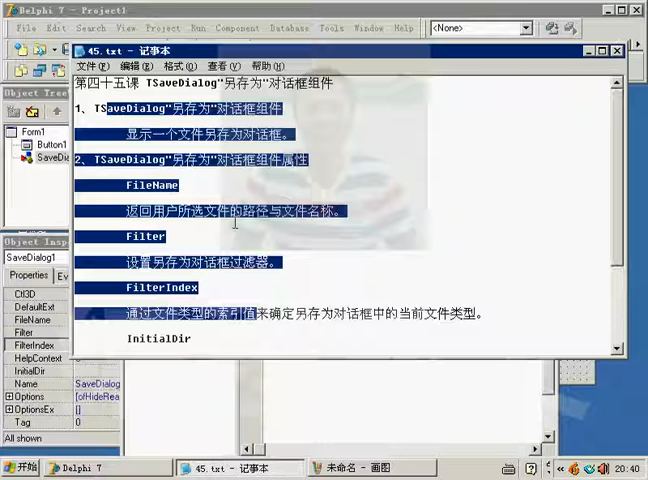 Delphi 7 - Project1
File Edit Search View Project Run Component Database Tools Window Help
<None>
45.txt - 记事本
文件(F) 编辑(E) 格式(O) 查看(V) 帮助(H)
第四十五课 TSaveDialog"另存为"对话框组件
1、TSaveDialog"另存为"对话框组件
显示一个文件另存为对话框。
2、TSaveDialog"另存为"对话框组件属性
FileName
返回用户所选文件的路径与文件名称。
Filter
设置另存为对话框过滤器。
FilterIndex
通过文件类型的索引值来确定另存为对话框中的当前文件类型。
InitialDir
Object Tree
Form1
Button1
SaveDia
Object Insp
SaveDialog1
Properties Ev
Ctl3D
DefaultExt
FileName
Filter
FilterIndex
HelpContext 0
InitialDir
Name SaveDialog
Options [ofHideRea
OptionsEx []
Tag 0
All shown
开始
Delphi 7
45.txt - 记事本
未命名 - 画图
20:40